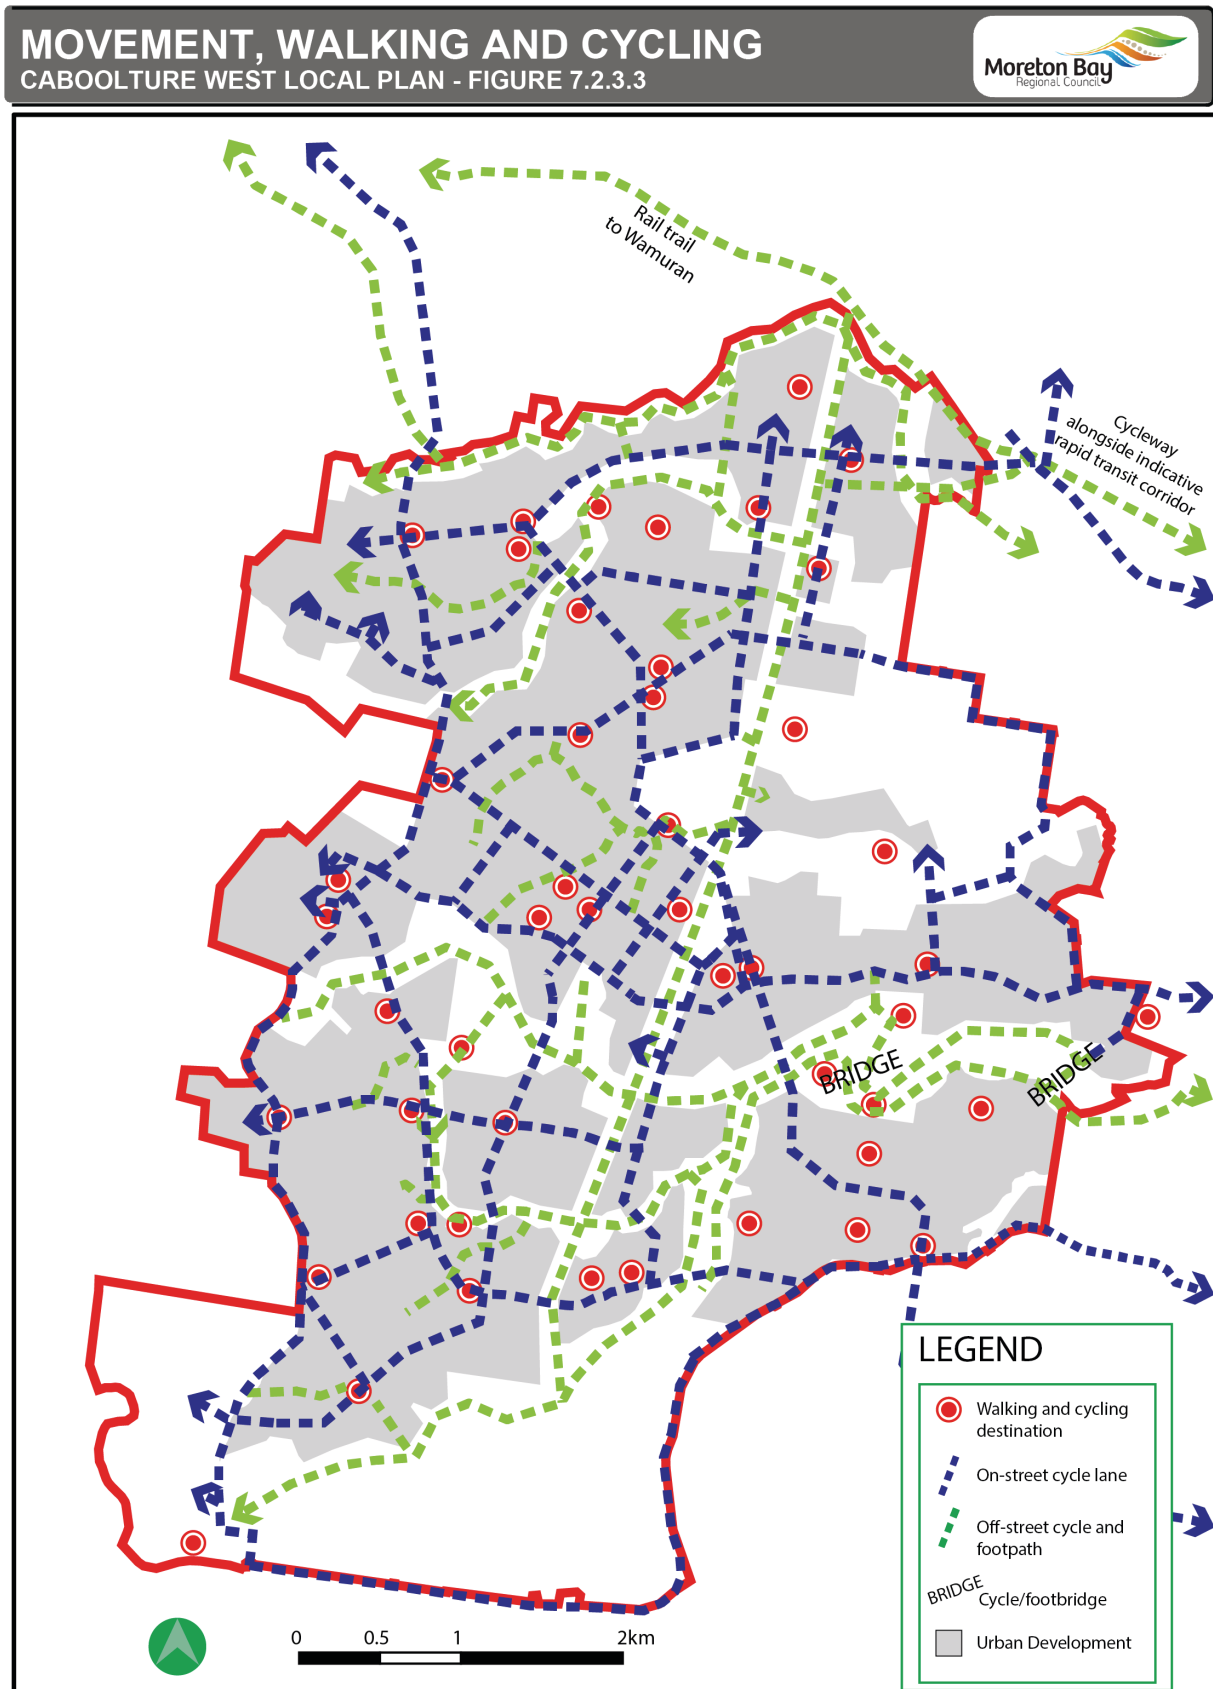 MOVEMENT, WALKING AND CYCLING
CABOOLTURE WEST LOCAL PLAN - FIGURE 7.2.3.3
Moreton Bay
Regional Council
Rail trail
to Wamuran
Cycleway
alongside indicative
rapid transit corridor
BRIDGE
BRIDGE
LEGEND
Walking and cycling
destination
On-street cycle lane
Off-street cycle and
footpath
BRIDGE
Cycle/footbridge
Urban Development
0 0.5 1 2km